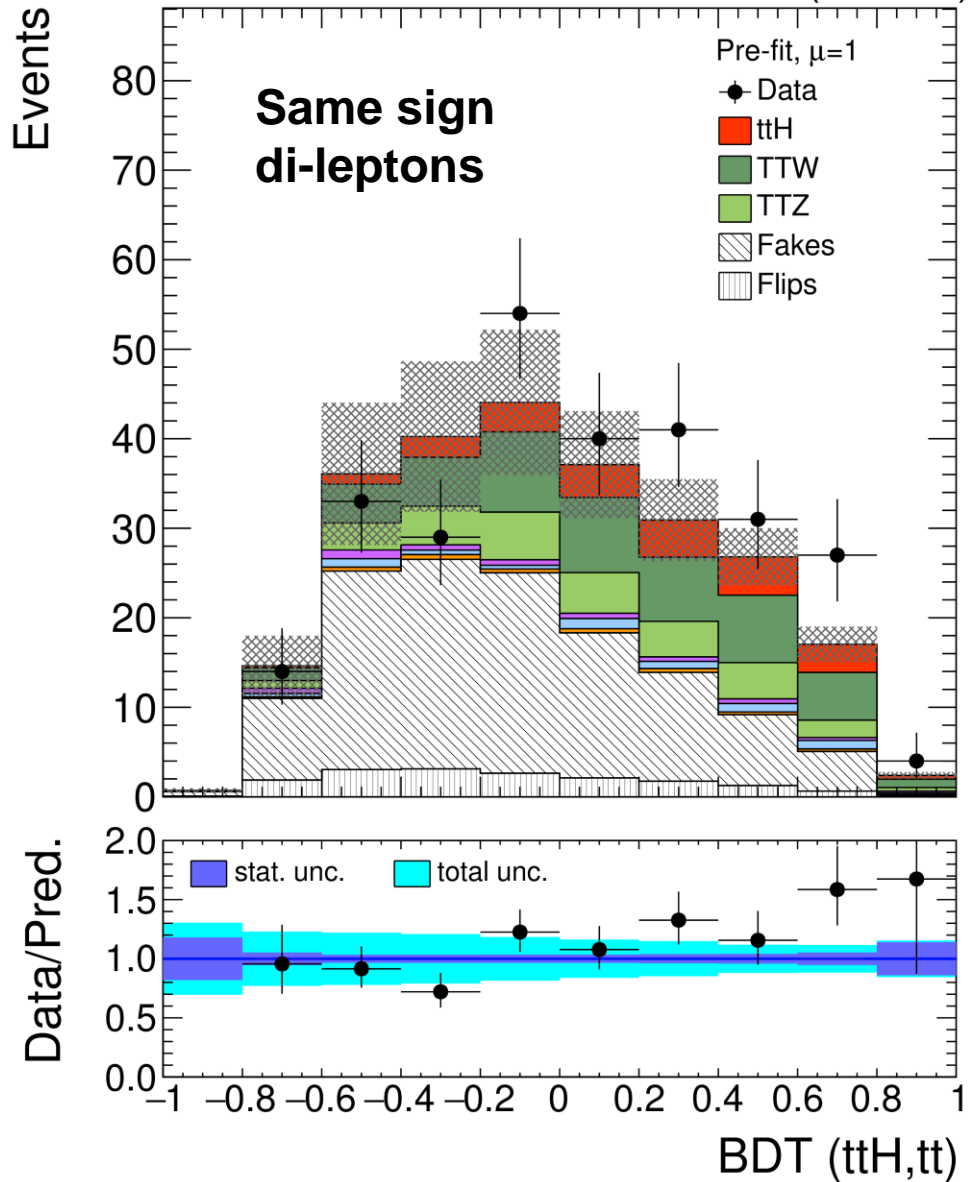 Events
80
70
60
50
40
30
20
10
0
Same sign
di-leptons
Pre-fit, μ=1
Data
ttH
TTW
TTZ
Fakes
Flips
Data/Pred.
2.0
1.5
1.0
0.5
0.0
stat. unc.
total unc.
−1 −0.8 −0.6 −0.4 −0.2 0 0.2 0.4 0.6 0.8 1
BDT (ttH,tt)